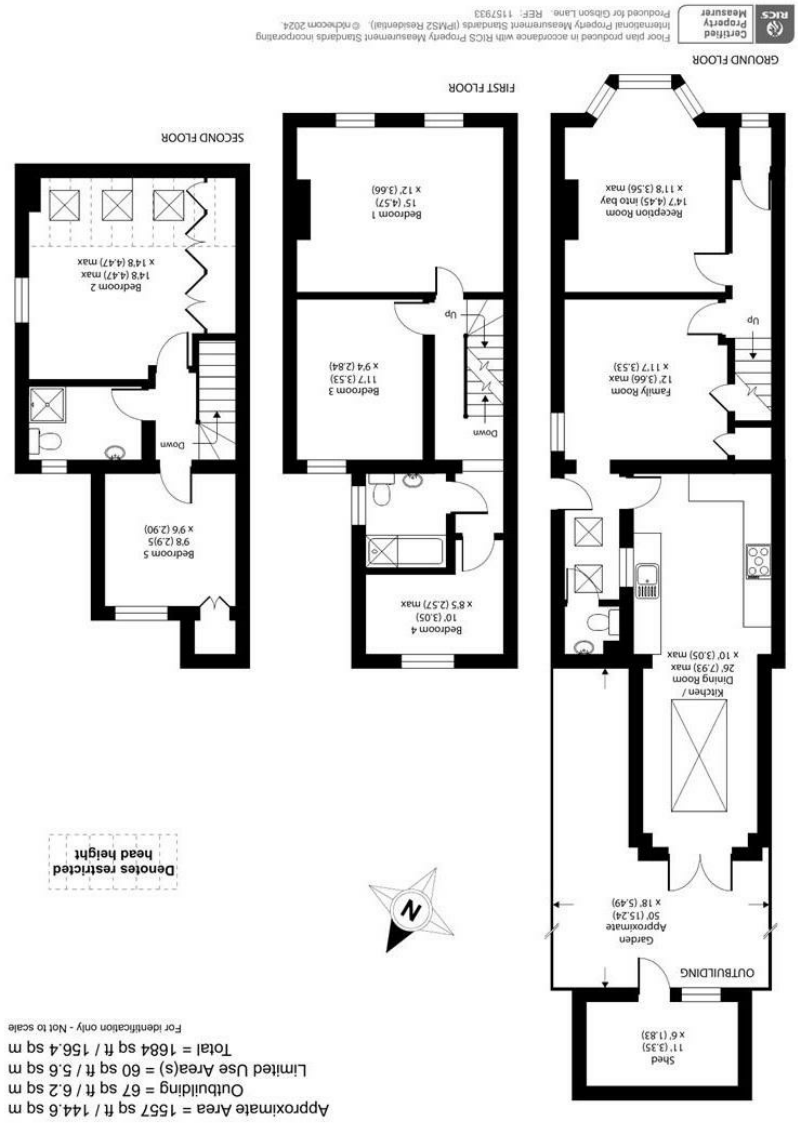 Approximate Area = 1557 sq ft / 144.6 sq m
Outbuilding = 67 sq ft / 6.2 sq m
Limited Use Area(s) = 60 sq ft / 5.6 sq m
Total = 1684 sq ft / 156.4 sq m
For identification only - Not to scale
Shed
11' (3.35)
x 6' (1.83)
OUTBUILDING
Garden
Approximate
50' (15.24)
x 18' (5.49)
N
Denotes restricted
head height
Kitchen /
Dining Room
26' (7.93) max
x 10' (3.05) max
Family Room
12' (3.66) max
x 11'7 (3.53)
Up
Reception Room
14'7 (4.45) into bay
x 11'8 (3.56) max
GROUND FLOOR
Bedroom 4
10' (3.05)
x 8'5 (2.57) max
Down
Bedroom 3
11'7 (3.53)
x 9'4 (2.84)
Up
Bedroom 1
15' (4.57)
x 12' (3.66)
FIRST FLOOR
Bedroom 5
9'8 (2.9)5
x 9'6 (2.90)
Down
Bedroom 2
14'8 (4.47) max
x 14'8 (4.47) max
SECOND FLOOR
RICS
Certified
Property
Measurer
Floor plan produced in accordance with RICS Property Measurement Standards incorporating
International Property Measurement Standards (IPMS2 Residential). © nichecom 2024.
Produced for Gibson Lane. REF: 1157933